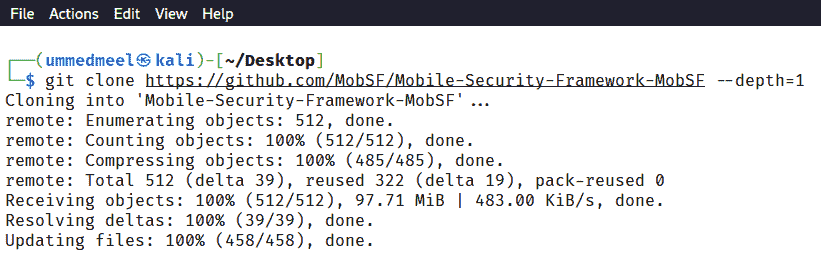 File Actions Edit View Help
┌──(ummedmeel㉿kali)-[~/Desktop]
└─$ git clone https://github.com/MobSF/Mobile-Security-Framework-MobSF --depth=1
Cloning into 'Mobile-Security-Framework-MobSF'...
remote: Enumerating objects: 512, done.
remote: Counting objects: 100% (512/512), done.
remote: Compressing objects: 100% (485/485), done.
remote: Total 512 (delta 39), reused 322 (delta 19), pack-reused 0
Receiving objects: 100% (512/512), 97.71 MiB | 483.00 KiB/s, done.
Resolving deltas: 100% (39/39), done.
Updating files: 100% (458/458), done.